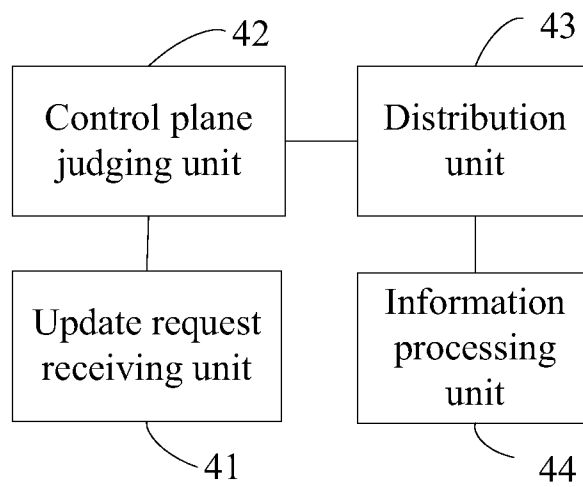 42
43
Control plane
judging unit
Distribution
unit
Update request
receiving unit
Information
processing
unit
41
44